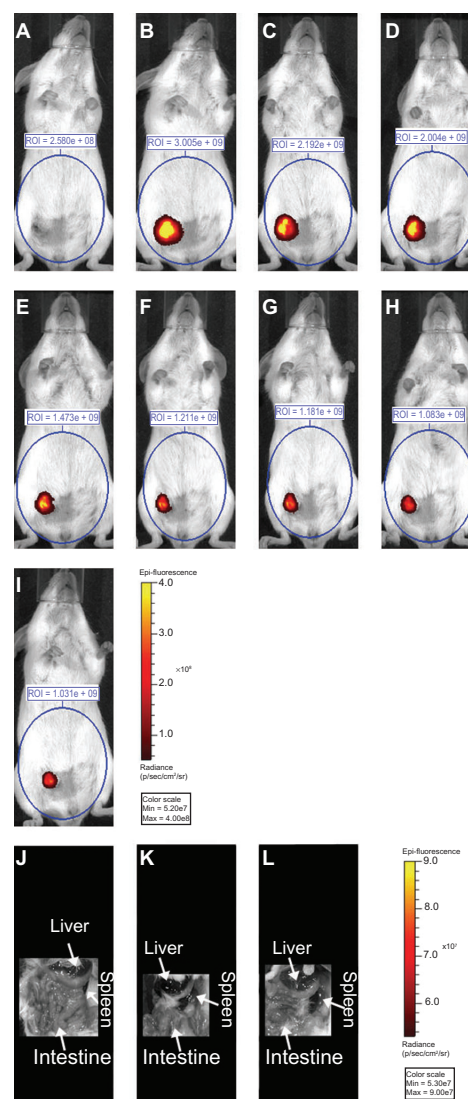 A
B
C
D
ROI = 2.580e + 08
ROI = 3.005e + 09
ROI = 2.192e + 09
ROI = 2.004e + 09
E
F
G
H
ROI = 1.473e + 09
ROI = 1.211e + 09
ROI = 1.181e + 09
ROI = 1.083e + 09
I
ROI = 1.031e + 09
Epi-fluorescence
4.0
3.0
×10⁸
2.0
1.0
Radiance
(p/sec/cm²/sr)
Color scale
Min = 5.20e7
Max = 4.00e8
J
K
L
Liver
Spleen
Intestine
Liver
Spleen
Intestine
Liver
Spleen
Intestine
Epi-fluorescence
9.0
8.0
×10⁷
7.0
6.0
Radiance
(p/sec/cm²/sr)
Color scale
Min = 5.30e7
Max = 9.00e7